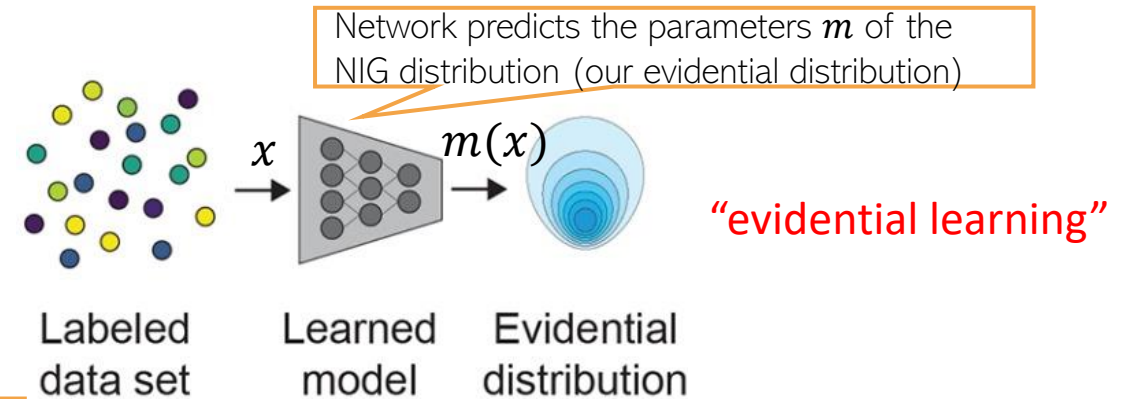 Network predicts the parameters 𝒎 of the
NIG distribution (our evidential distribution)
𝑥
𝑚(𝑥)
“evidential learning”
Labeled
data set
Learned
model
Evidential
distribution